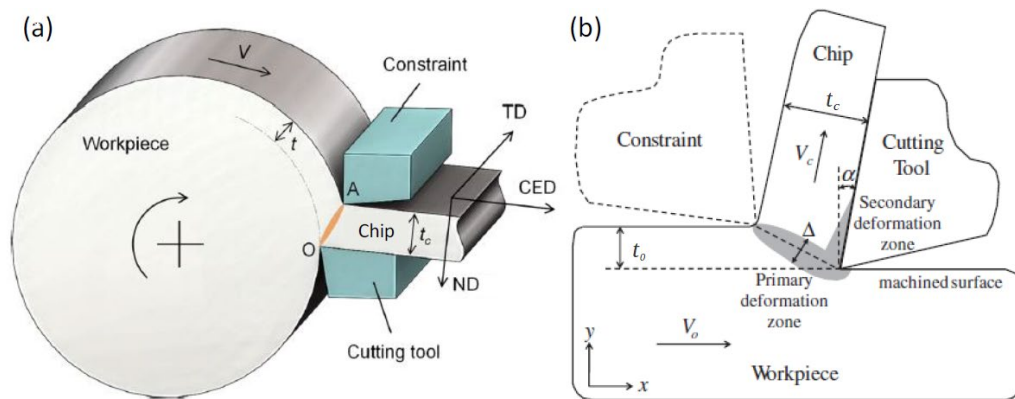 (a)
V
Constraint
TD
Workpiece
t
A
CED
Chip
t_c
O
ND
Cutting tool
(b)
Chip
t_c
Constraint
V_c
Cutting
Tool
α
Secondary
deformation
zone
Δ
t_o
Primary
deformation
zone
machined surface
V_o
y
x
Workpiece